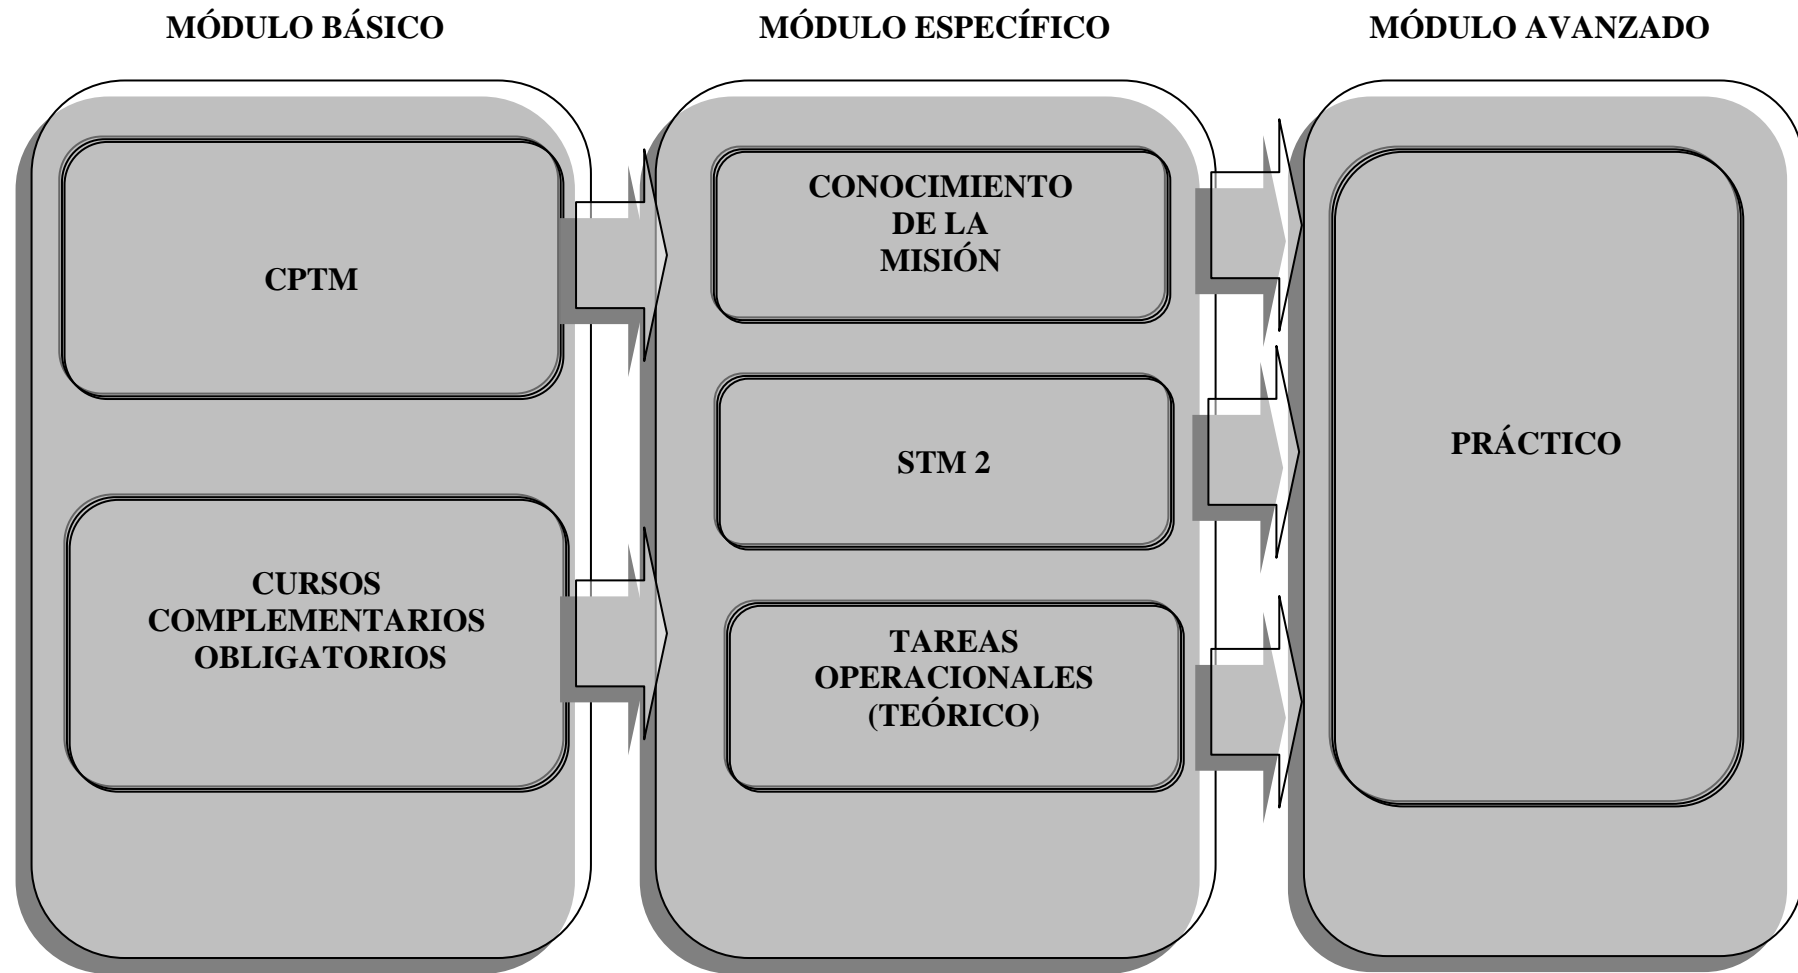 MÓDULO BÁSICO
MÓDULO ESPECÍFICO
MÓDULO AVANZADO
CPTM
CURSOS
COMPLEMENTARIOS
OBLIGATORIOS
CONOCIMIENTO
DE LA
MISIÓN
STM 2
TAREAS
OPERACIONALES
(TEÓRICO)
PRÁCTICO